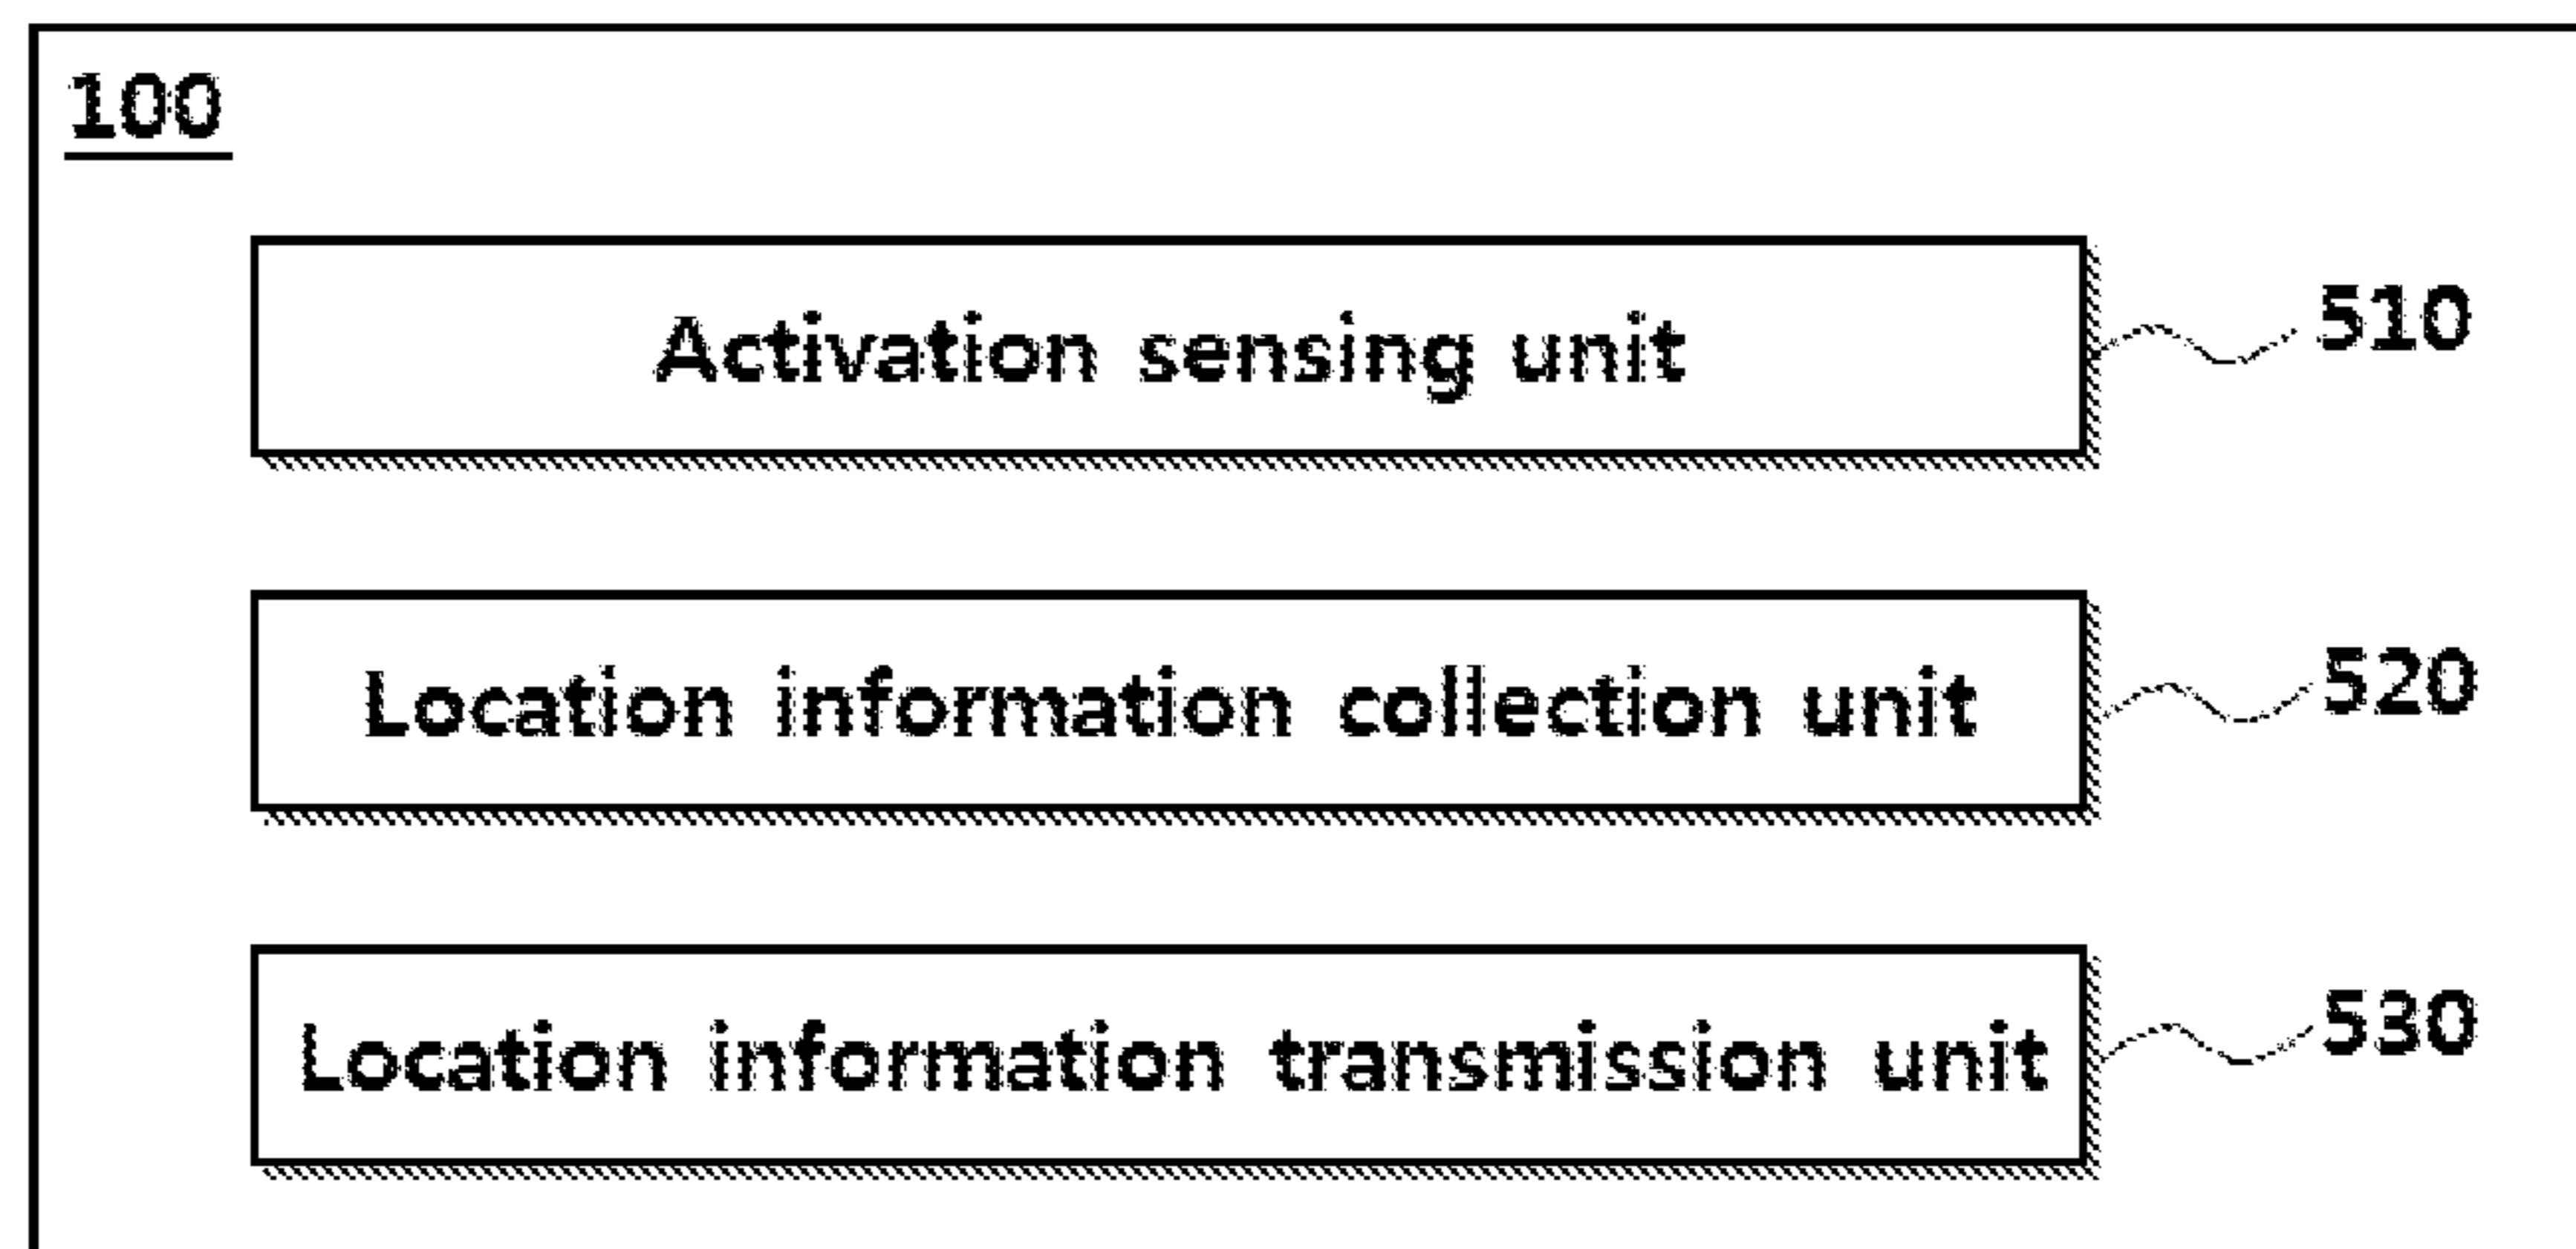 100
Activation sensing unit 510
Location information collection unit 520
Location information transmission unit 530